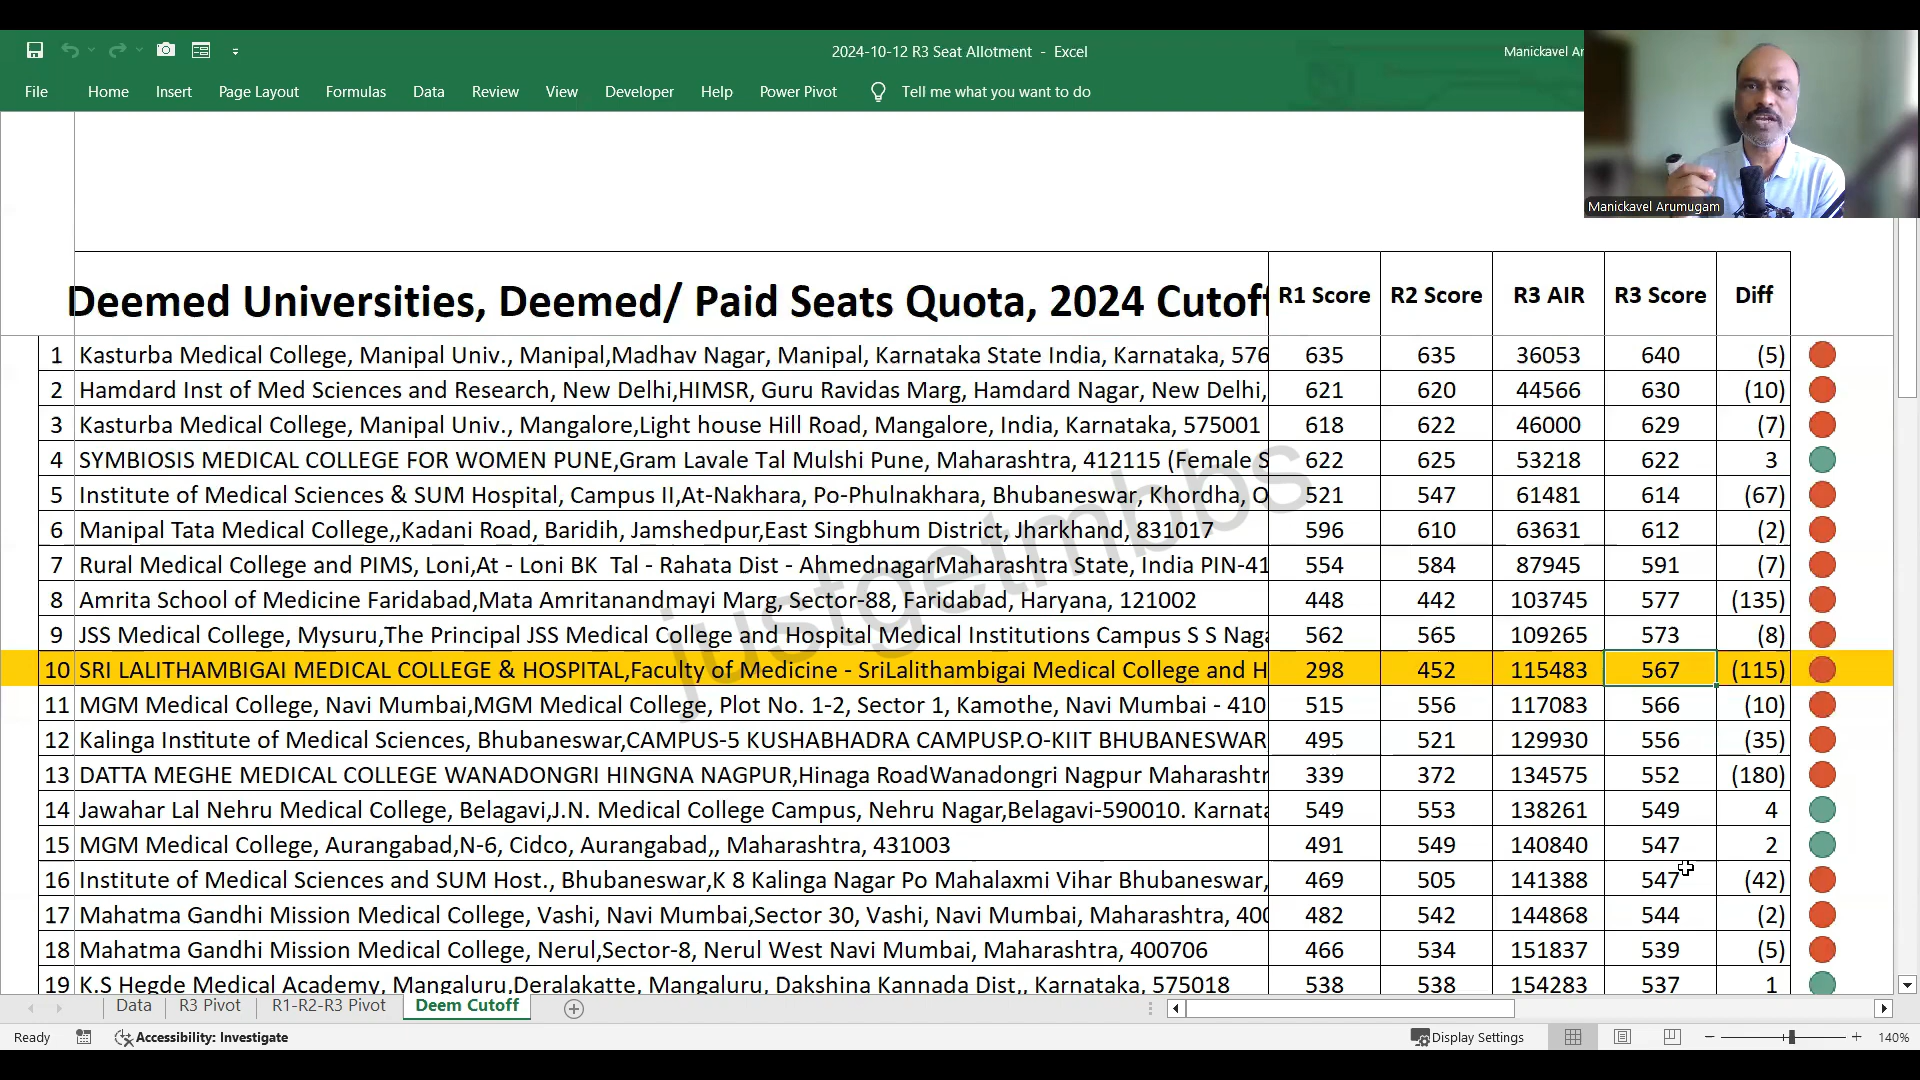 2024-10-12 R3 Seat Allotment - Excel
Manickavel Ar
File Home Insert Page Layout Formulas Data Review View Developer Help Power Pivot Tell me what you want to do
Manickavel Arumugam
Deemed Universities, Deemed/ Paid Seats Quota, 2024 Cutoff R1 Score R2 Score R3 AIR R3 Score Diff
1 Kasturba Medical College, Manipal Univ., Manipal,Madhav Nagar, Manipal, Karnataka State India, Karnataka, 576 635 635 36053 640 (5)
2 Hamdard Inst of Med Sciences and Research, New Delhi,HIMSR, Guru Ravidas Marg, Hamdard Nagar, New Delhi, 621 620 44566 630 (10)
3 Kasturba Medical College, Manipal Univ., Mangalore,Light house Hill Road, Mangalore, India, Karnataka, 575001 618 622 46000 629 (7)
4 SYMBIOSIS MEDICAL COLLEGE FOR WOMEN PUNE,Gram Lavale Tal Mulshi Pune, Maharashtra, 412115 (Female S 622 625 53218 622 3
5 Institute of Medical Sciences & SUM Hospital, Campus II,At-Nakhara, Po-Phulnakhara, Bhubaneswar, Khordha, O 521 547 61481 614 (67)
6 Manipal Tata Medical College,,Kadani Road, Baridih, Jamshedpur,East Singbhum District, Jharkhand, 831017 596 610 63631 612 (2)
7 Rural Medical College and PIMS, Loni,At - Loni BK Tal - Rahata Dist - AhmednagarMaharashtra State, India PIN-41 554 584 87945 591 (7)
8 Amrita School of Medicine Faridabad,Mata Amritanandmayi Marg, Sector-88, Faridabad, Haryana, 121002 448 442 103745 577 (135)
9 JSS Medical College, Mysuru,The Principal JSS Medical College and Hospital Medical Institutions Campus S S Naga 562 565 109265 573 (8)
10 SRI LALITHAMBIGAI MEDICAL COLLEGE & HOSPITAL,Faculty of Medicine - SriLalithambigai Medical College and H 298 452 115483 567 (115)
11 MGM Medical College, Navi Mumbai,MGM Medical College, Plot No. 1-2, Sector 1, Kamothe, Navi Mumbai - 410 515 556 117083 566 (10)
12 Kalinga Institute of Medical Sciences, Bhubaneswar,CAMPUS-5 KUSHABHADRA CAMPUSP.O-KIIT BHUBANESWAR 495 521 129930 556 (35)
13 DATTA MEGHE MEDICAL COLLEGE WANADONGRI HINGNA NAGPUR,Hinaga RoadWanadongri Nagpur Maharashtr 339 372 134575 552 (180)
14 Jawahar Lal Nehru Medical College, Belagavi,J.N. Medical College Campus, Nehru Nagar,Belagavi-590010. Karnata 549 553 138261 549 4
15 MGM Medical College, Aurangabad,N-6, Cidco, Aurangabad,, Maharashtra, 431003 491 549 140840 547 2
16 Institute of Medical Sciences and SUM Host., Bhubaneswar,K 8 Kalinga Nagar Po Mahalaxmi Vihar Bhubaneswar, 469 505 141388 547 (42)
17 Mahatma Gandhi Mission Medical College, Vashi, Navi Mumbai,Sector 30, Vashi, Navi Mumbai, Maharashtra, 400 482 542 144868 544 (2)
18 Mahatma Gandhi Mission Medical College, Nerul,Sector-8, Nerul West Navi Mumbai, Maharashtra, 400706 466 534 151837 539 (5)
19 K.S Hegde Medical Academy, Mangaluru,Deralakatte, Mangaluru, Dakshina Kannada Dist,, Karnataka, 575018 538 538 154283 537 1
justgetmbbs
Data R3 Pivot R1-R2-R3 Pivot Deem Cutoff
Ready Accessibility: Investigate Display Settings 140%